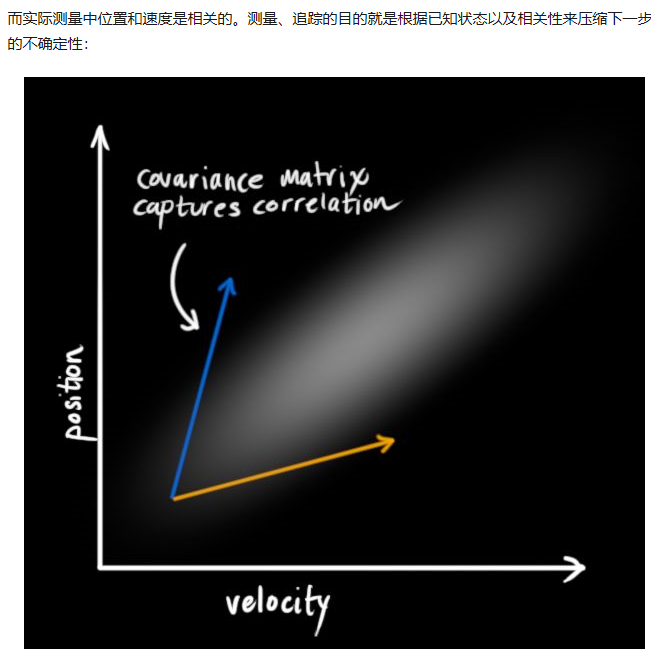 而实际测量中位置和速度是相关的。测量、追踪的目的就是根据已知状态以及相关性来压缩下一步
的不确定性：
covariance matrix
captures correlation
position
velocity